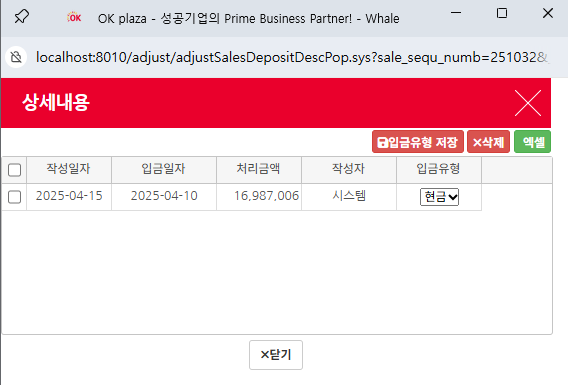 OK plaza - 성공기업의 Prime Business Partner! - Whale
localhost:8010/adjust/adjustSalesDepositDescPop.sys?sale_sequ_numb=251032&
상세내용
입금유형 저장 ×삭제 엑셀
작성일자 입금일자 처리금액 작성자 입금유형
2025-04-15 2025-04-10 16,987,006 시스템 현금
×닫기